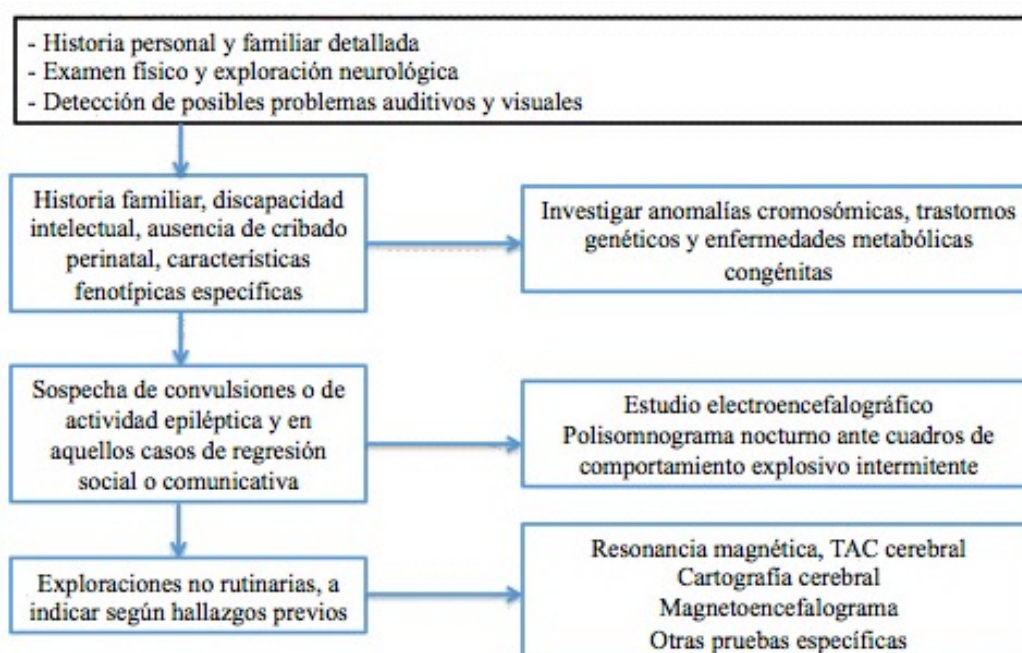 - Historia personal y familiar detallada
- Examen físico y exploración neurológica
- Detección de posibles problemas auditivos y visuales
Historia familiar, discapacidad
intelectual, ausencia de cribado
perinatal, características
fenotípicas específicas
Investigar anomalías cromosómicas, trastornos
genéticos y enfermedades metabólicas
congénitas
Sospecha de convulsiones o de
actividad epiléptica y en
aquellos casos de regresión
social o comunicativa
Estudio electroencefalográfico
Polisomnograma nocturno ante cuadros de
comportamiento explosivo intermitente
Exploraciones no rutinarias, a
indicar según hallazgos previos
Resonancia magnética, TAC cerebral
Cartografía cerebral
Magnetoencefalograma
Otras pruebas específicas